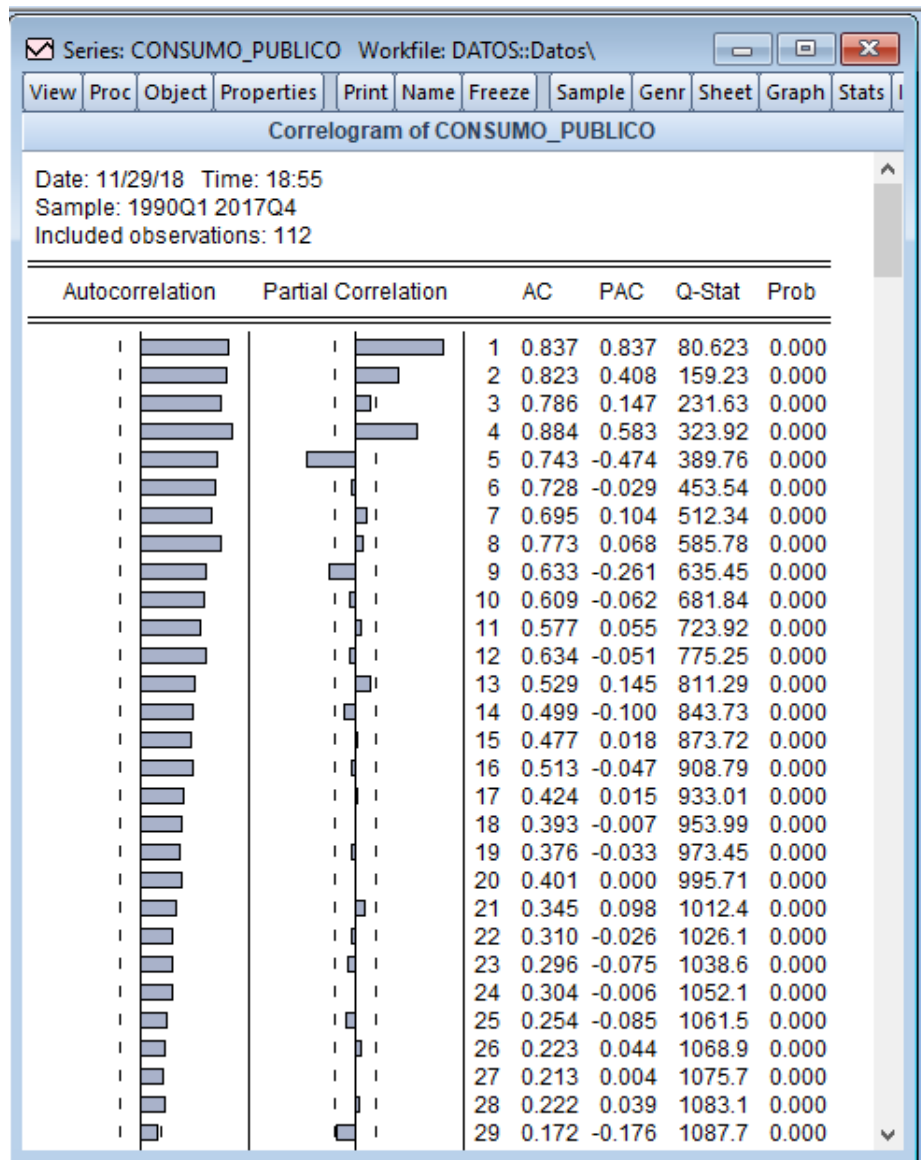 Series: CONSUMO_PUBLICO Workfile: DATOS::Datos\
View Proc Object Properties Print Name Freeze Sample Genr Sheet Graph Stats
Correlogram of CONSUMO_PUBLICO
Date: 11/29/18 Time: 18:55
Sample: 1990Q1 2017Q4
Included observations: 112
Autocorrelation Partial Correlation AC PAC Q-Stat Prob
1 0.837 0.837 80.623 0.000
2 0.823 0.408 159.23 0.000
3 0.786 0.147 231.63 0.000
4 0.884 0.583 323.92 0.000
5 0.743 -0.474 389.76 0.000
6 0.728 -0.029 453.54 0.000
7 0.695 0.104 512.34 0.000
8 0.773 0.068 585.78 0.000
9 0.633 -0.261 635.45 0.000
10 0.609 -0.062 681.84 0.000
11 0.577 0.055 723.92 0.000
12 0.634 -0.051 775.25 0.000
13 0.529 0.145 811.29 0.000
14 0.499 -0.100 843.73 0.000
15 0.477 0.018 873.72 0.000
16 0.513 -0.047 908.79 0.000
17 0.424 0.015 933.01 0.000
18 0.393 -0.007 953.99 0.000
19 0.376 -0.033 973.45 0.000
20 0.401 0.000 995.71 0.000
21 0.345 0.098 1012.4 0.000
22 0.310 -0.026 1026.1 0.000
23 0.296 -0.075 1038.6 0.000
24 0.304 -0.006 1052.1 0.000
25 0.254 -0.085 1061.5 0.000
26 0.223 0.044 1068.9 0.000
27 0.213 0.004 1075.7 0.000
28 0.222 0.039 1083.1 0.000
29 0.172 -0.176 1087.7 0.000